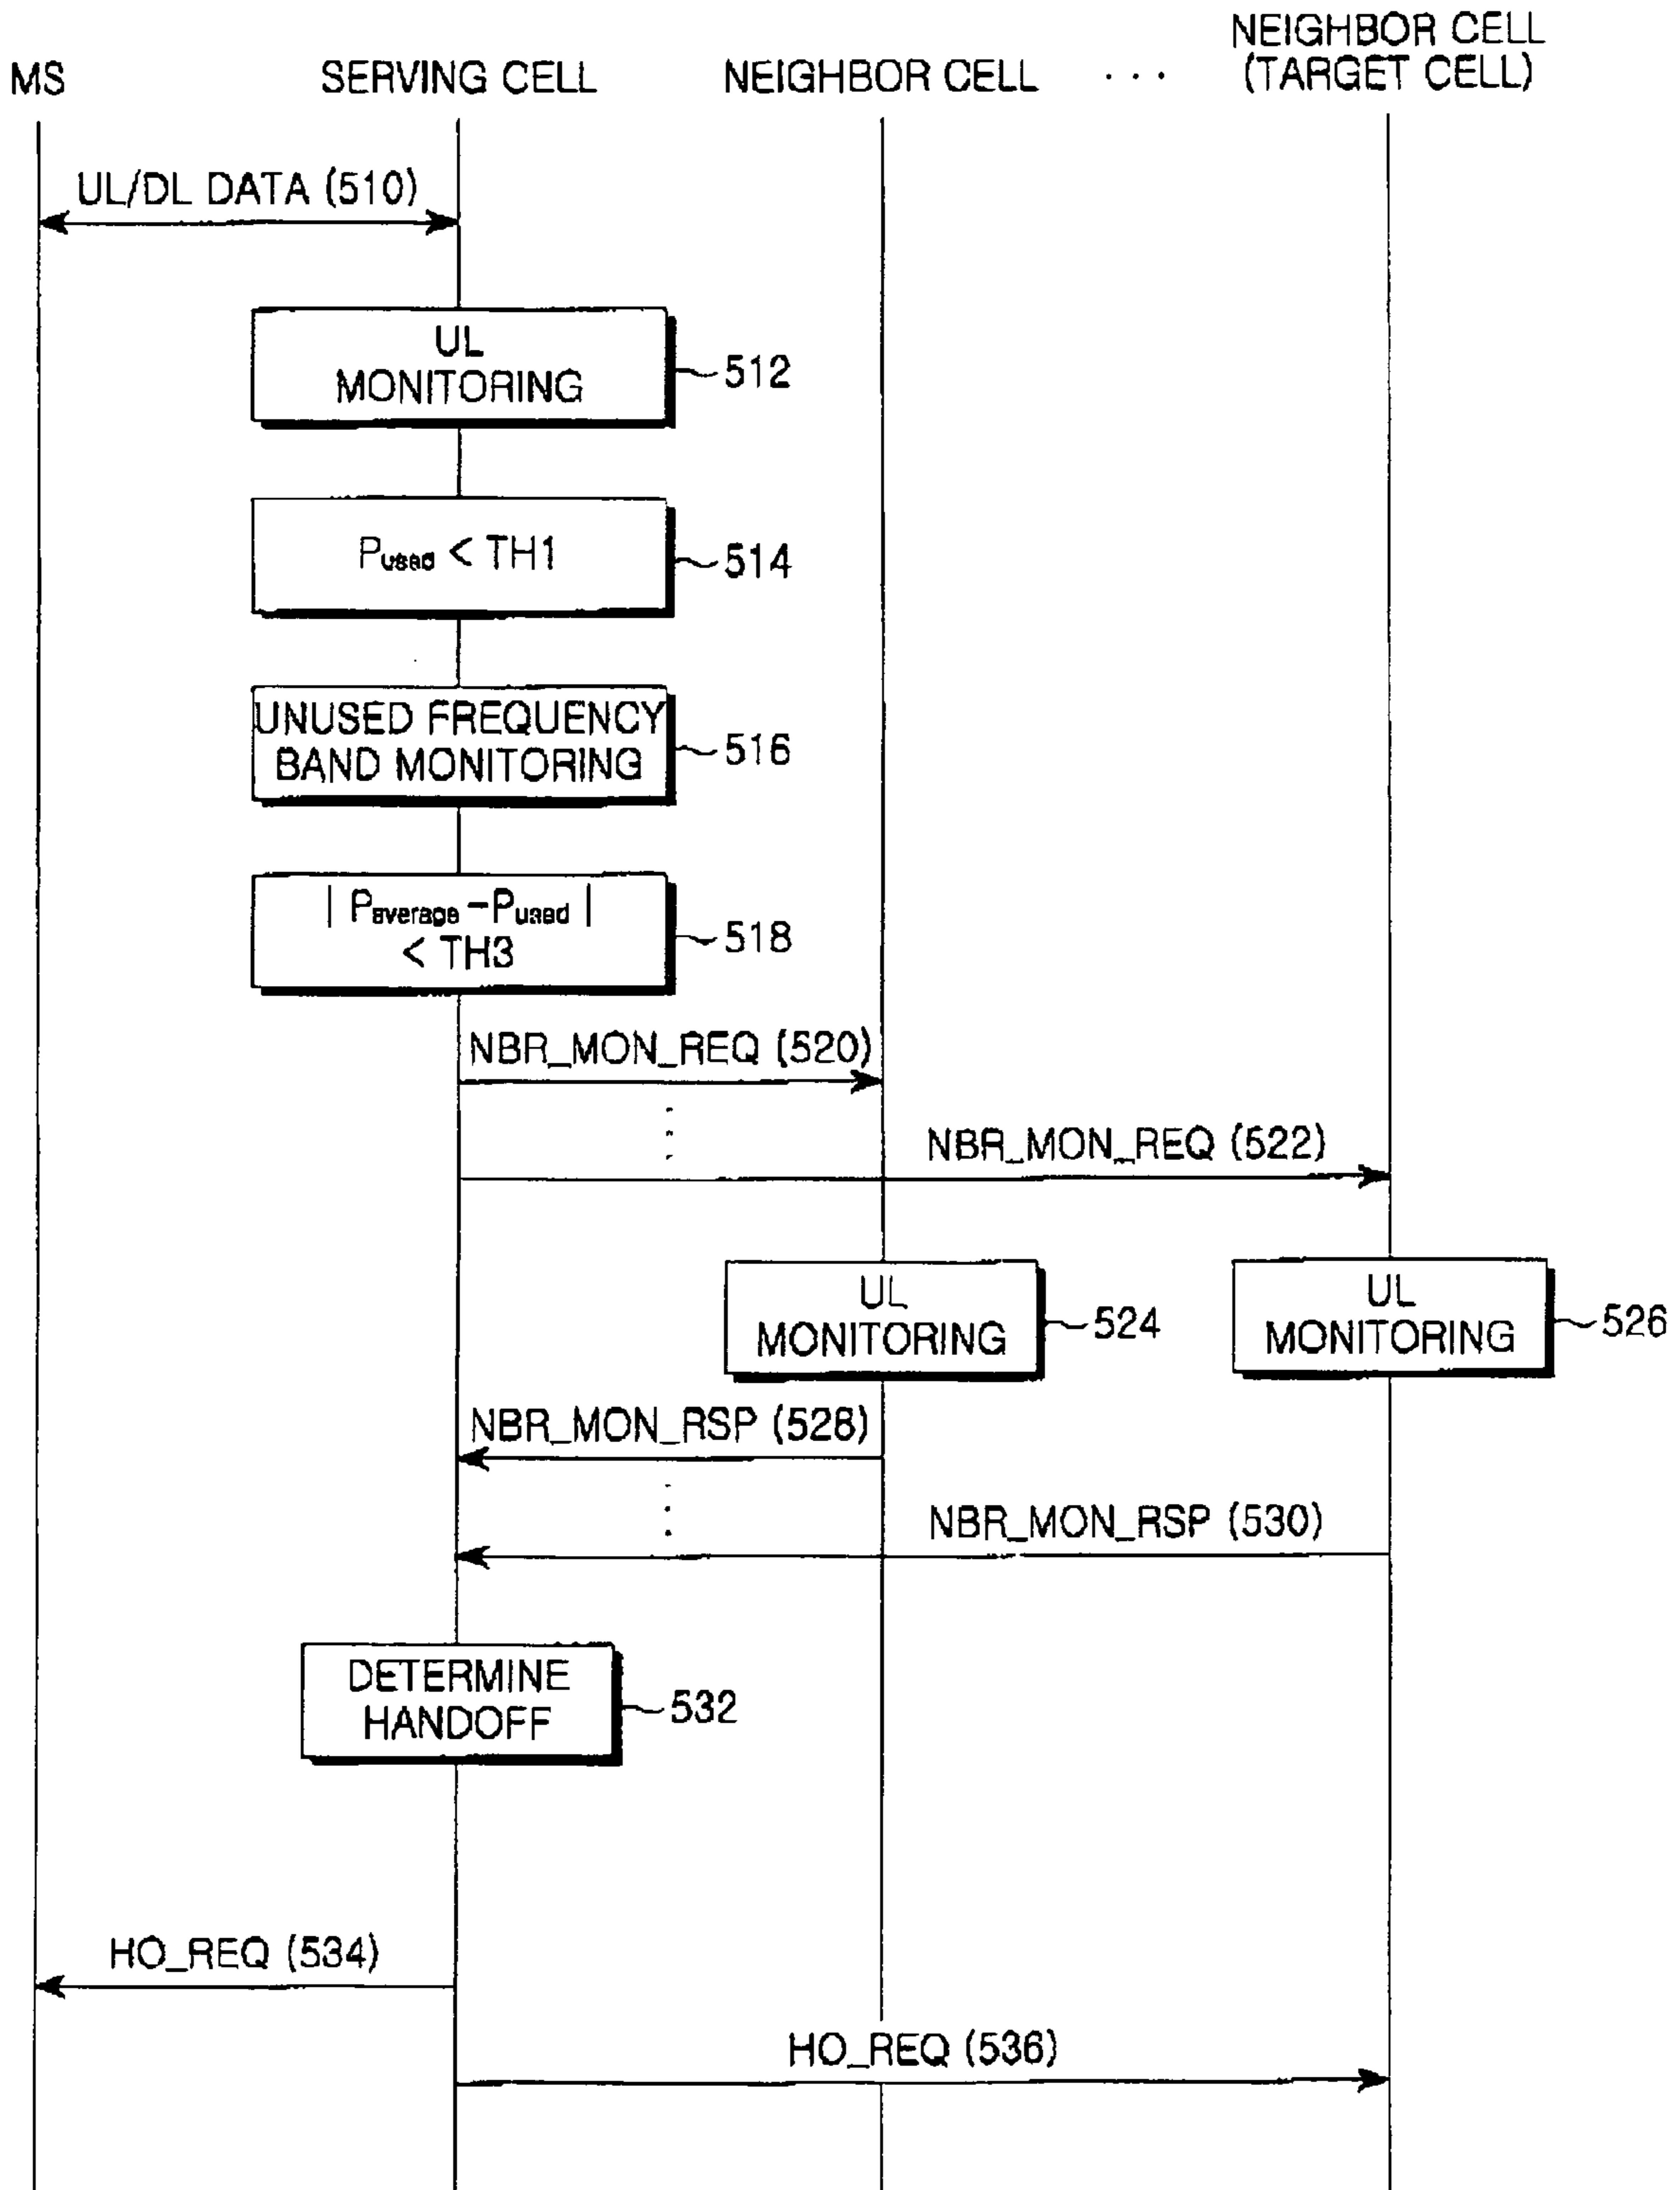 MS
SERVING CELL
NEIGHBOR CELL
. . .
NEIGHBOR CELL
(TARGET CELL)
UL/DL DATA (510)
UL
MONITORING
512
Pused < TH1
514
UNUSED FREQUENCY
BAND MONITORING
516
| Paverage - Pused |
< TH3
518
NBR_MON_REQ (520)
NBR_MON_REQ (522)
UL
MONITORING
524
UL
MONITORING
526
NBR_MON_RSP (528)
NBR_MON_RSP (530)
DETERMINE
HANDOFF
532
HO_REQ (534)
HO_REQ (536)